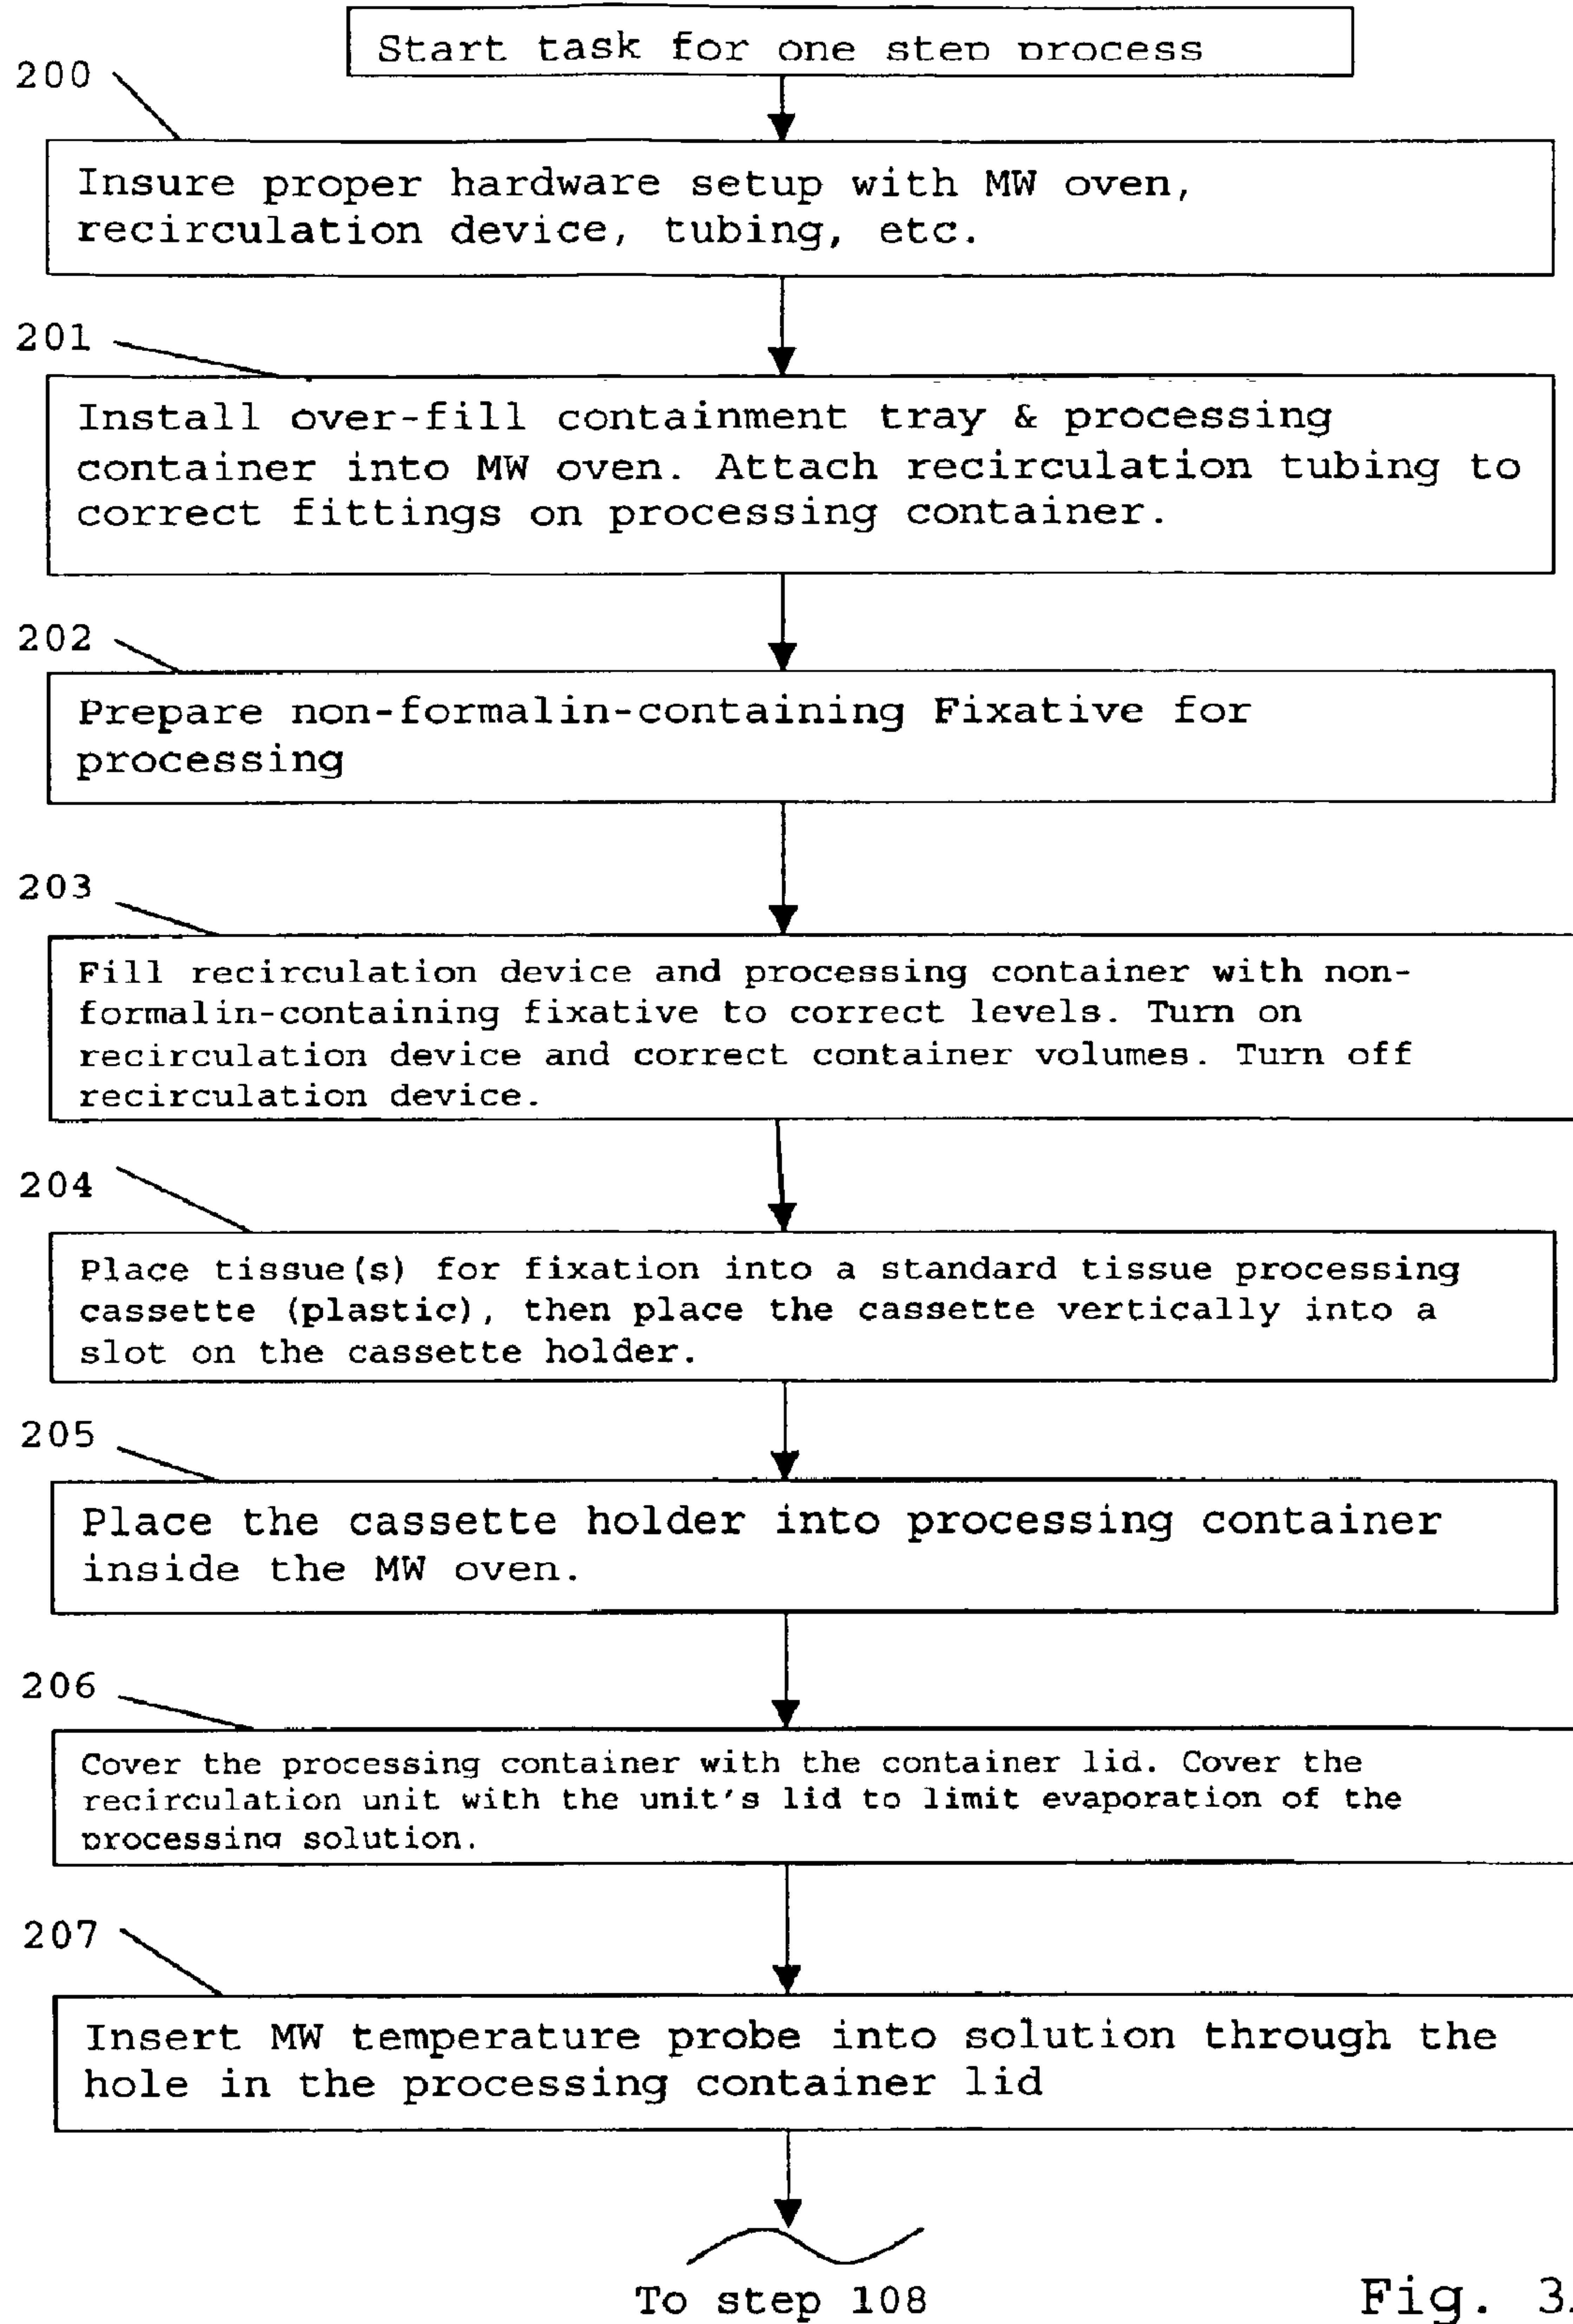 Start task for one step process
200
Insure proper hardware setup with MW oven,
recirculation device, tubing, etc.
201
Install over-fill containment tray & processing
container into MW oven. Attach recirculation tubing to
correct fittings on processing container.
202
Prepare non-formalin-containing Fixative for
processing
203
Fill recirculation device and processing container with non-
formalin-containing fixative to correct levels. Turn on
recirculation device and correct container volumes. Turn off
recirculation device.
204
Place tissue(s) for fixation into a standard tissue processing
cassette (plastic), then place the cassette vertically into a
slot on the cassette holder.
205
Place the cassette holder into processing container
inside the MW oven.
206
Cover the processing container with the container lid. Cover the
recirculation unit with the unit's lid to limit evaporation of the
processing solution.
207
Insert MW temperature probe into solution through the
hole in the processing container lid
To step 108
Fig. 3